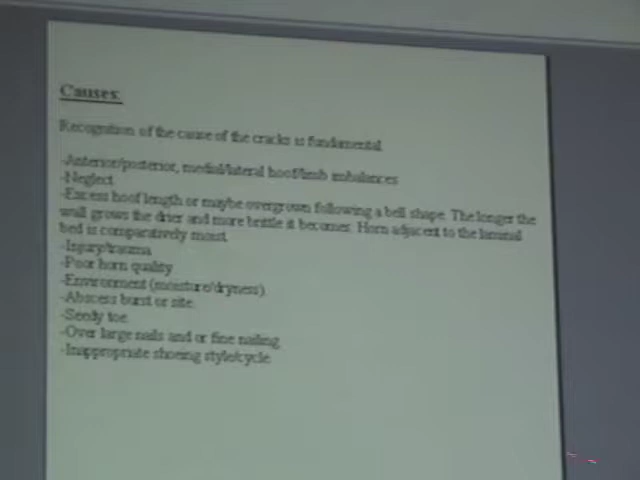 Causes:
Recognition of the cause of the cracks is fundamental
-Anterior/posterior, medial/lateral hoof/limb imbalances
-Neglect
-Excess hoof length or maybe overgrown following a bell shape. The longer the
wall grows the drier and more brittle it becomes. Horn adjacent to the laminal
bed is comparatively moist.
-Injury/trauma
-Poor horn quality
-Environment (moisture/dryness)
-Abscess burst or site.
-Seedy toe.
-Over large nails and or fine nailing
-Inappropriate shoeing style/cycle